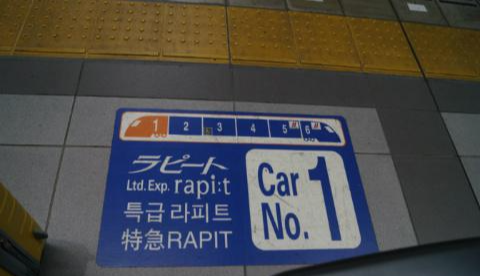 1 2 3 4 5 6
ラピート
Ltd. Exp. rapi:t
특급 라피트
特急RAPIT
Car
No. 1